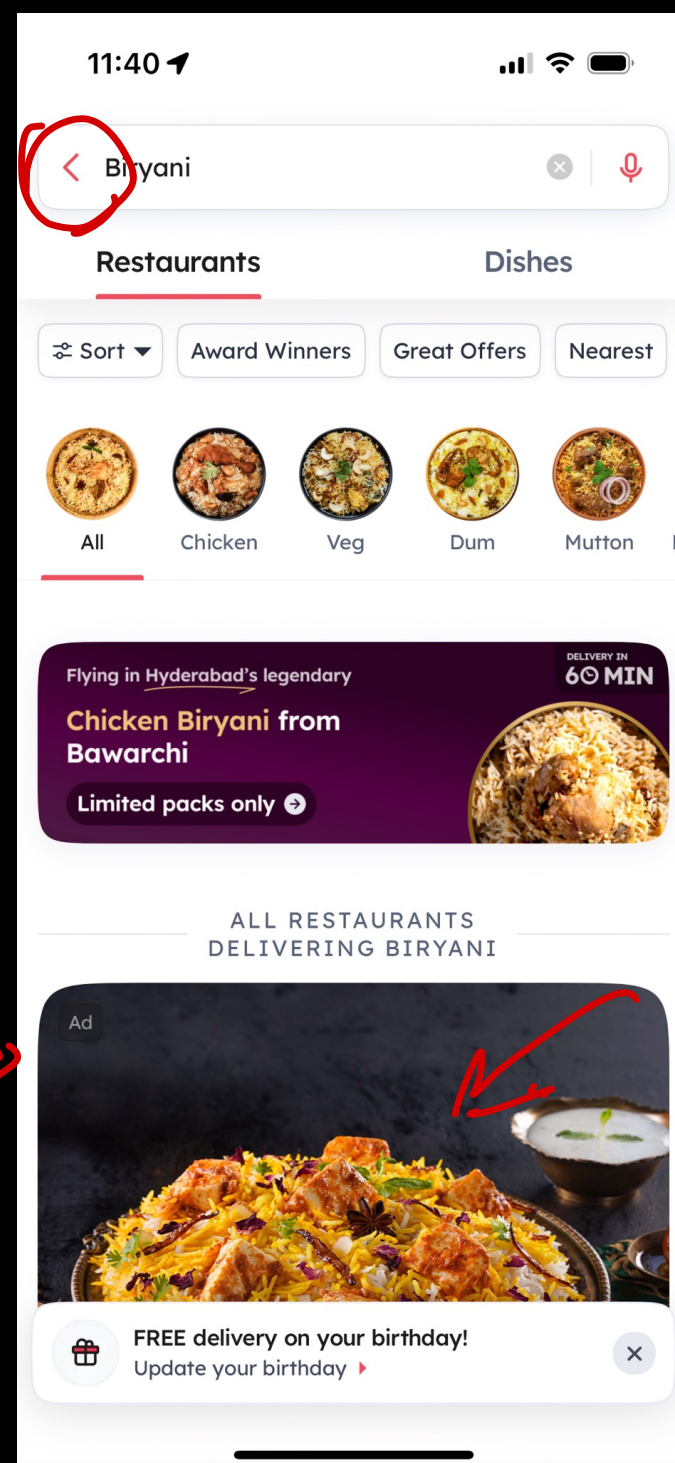 11:40
Biryani
Restaurants Dishes
Sort Award Winners Great Offers Nearest
All Chicken Veg Dum Mutton
Flying in Hyderabad's legendary
DELIVERY IN
60 MIN
Chicken Biryani from
Bawarchi
Limited packs only
ALL RESTAURANTS
DELIVERING BIRYANI
Ad
FREE delivery on your birthday!
Update your birthday